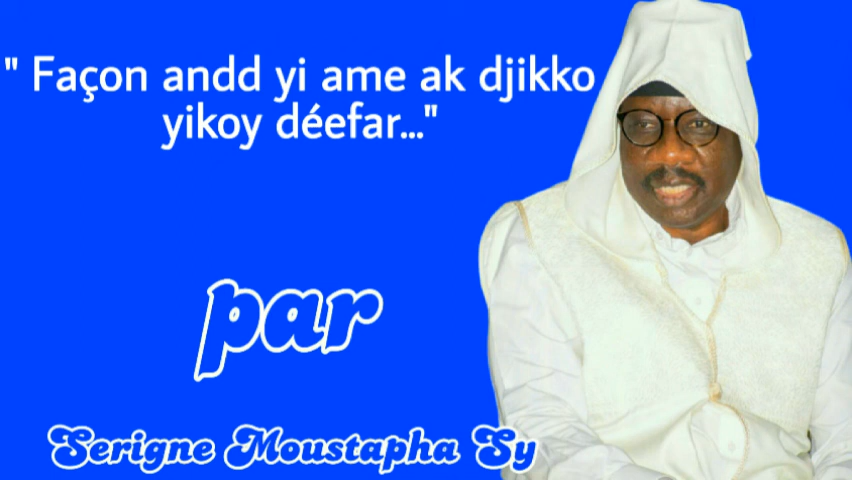 " Façon andd yi ame ak djikko
yikoy déefar..."
par
Serigne Moustapha Sy